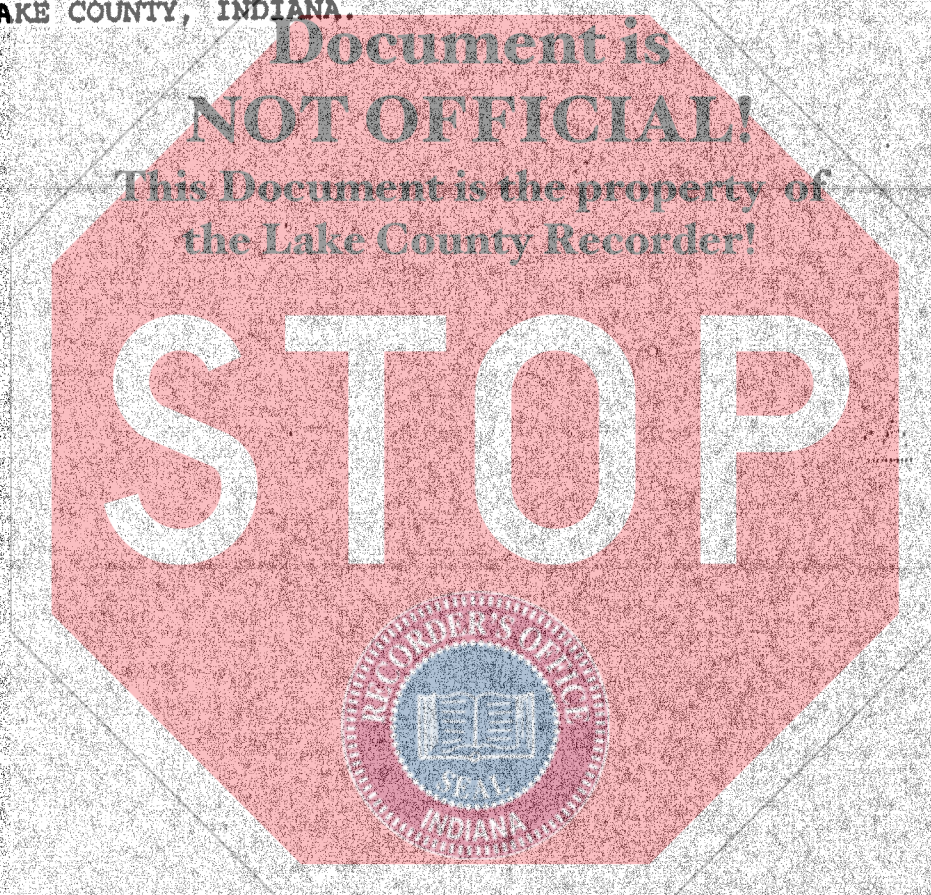 AKE COUNTY, INDIANA.
Document is
NOT OFFICIAL!
This Document is the property of
the Lake County Recorder!
STOP
RECORDER'S OFFICE
SEAL
INDIANA